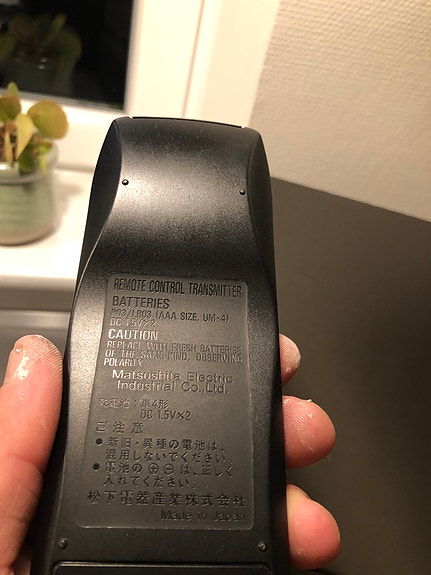 REMOTE CONTROL TRANSMITTER
BATTERIES
R03/LR03 (AAA SIZE, UM-4)
DC 1.5V×2
CAUTION
REPLACE WITH FRESH BATTERIES
OF THE SAME KIND, OBSERVING
POLARITY.
Matsushita Electric
Industrial Co., Ltd.
乾電池：単4形
DC 1.5V×2
ご注意
●新旧・異種の電池は、
混用しないでください。
●電池の⊕⊖は、正しく
入れてください。
松下電器産業株式会社
Made in Japan